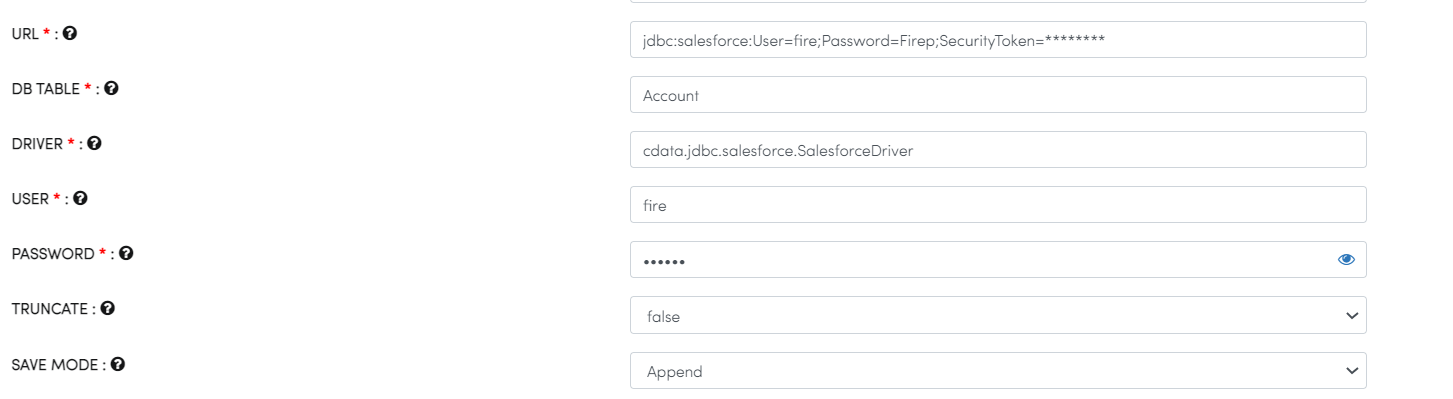 URL * :
jdbc:salesforce:User=fire;Password=Firep;SecurityToken=********
DB TABLE * :
Account
DRIVER * :
cdata.jdbc.salesforce.SalesforceDriver
USER * :
fire
PASSWORD * :
••••••
TRUNCATE :
false
SAVE MODE :
Append